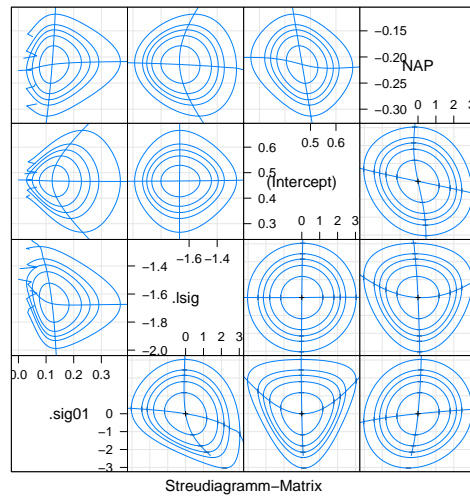 −0.15
−0.20
NAP
−0.25
−0.30
0 1 2 3
0.5 0.6
0.6
0.5
(Intercept)
0.4
0.3
0 1 2 3
−1.6 −1.4
−1.4
−1.6
.lsig
−1.8
−2.0
0 1 2 3
0.0 0.1 0.2 0.3
.sig01
0
−1
−2
−3
Streudiagramm−Matrix